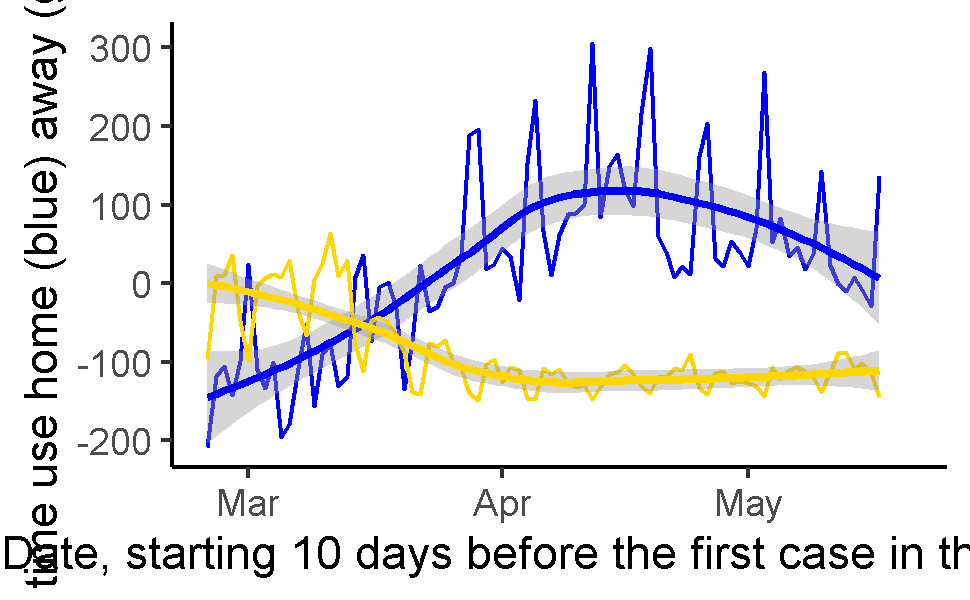 time use home (blue) away (
300
200
100
0
-100
-200
Mar Apr May
Date, starting 10 days before the first case in th